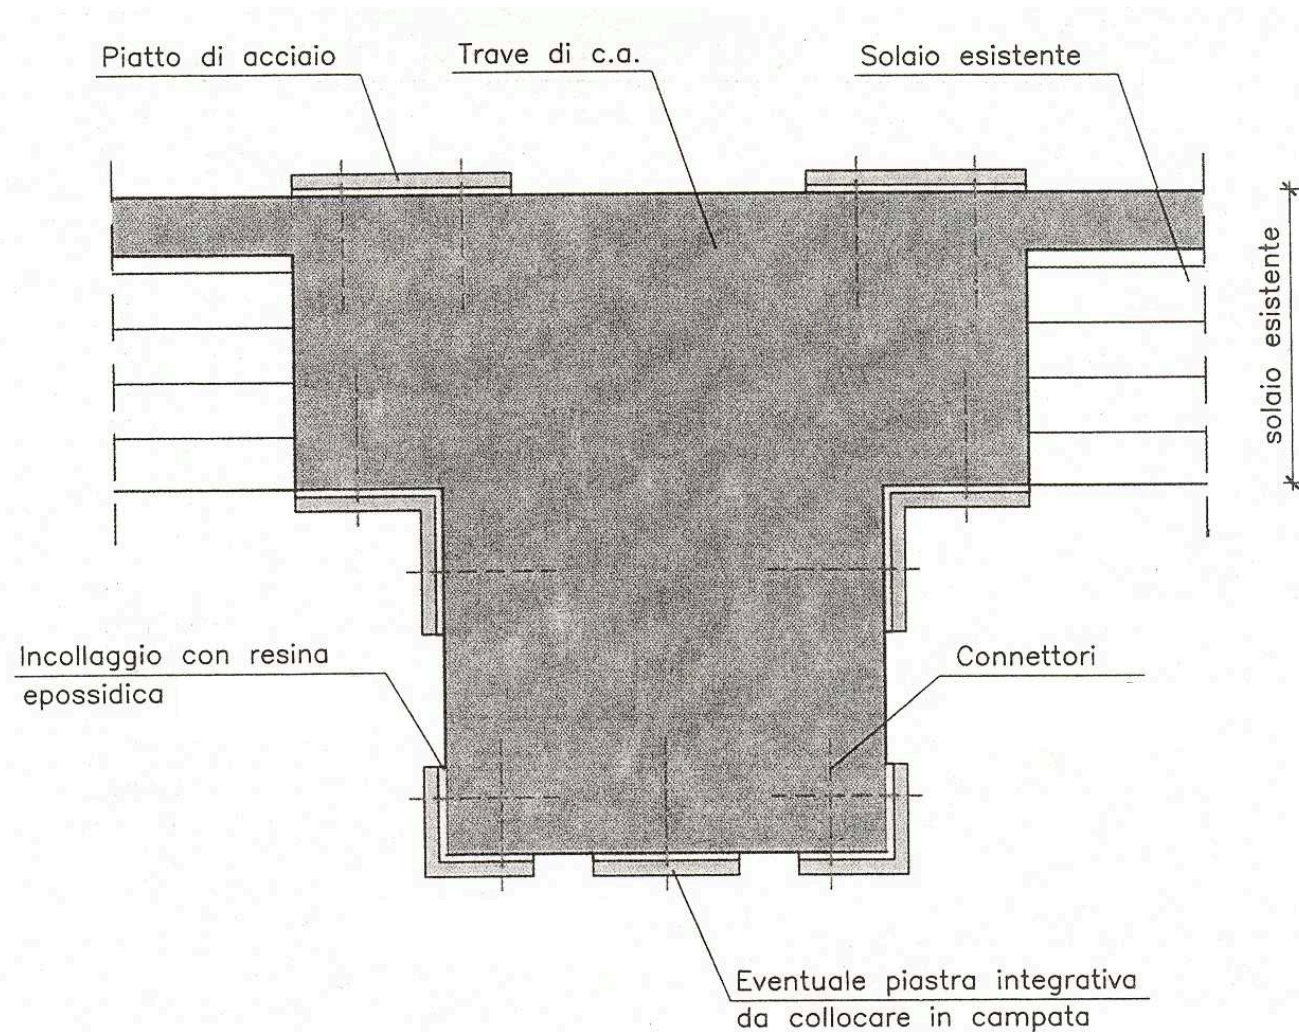 Piatto di acciaio
Trave di c.a.
Solaio esistente
solaio esistente
Incollaggio con resina
epossidica
Connettori
Eventuale piastra integrativa
da collocare in campata